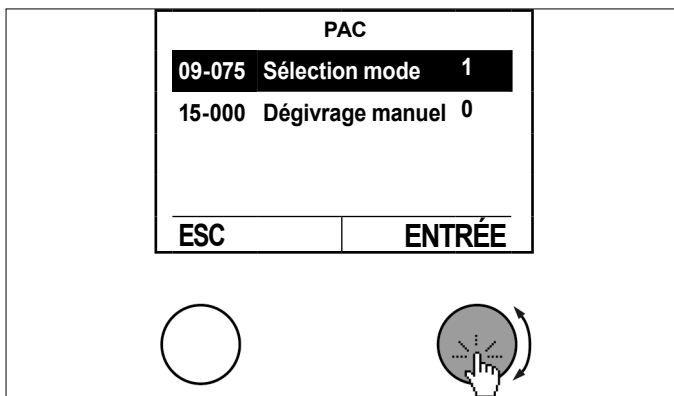 PAC
09-075 Sélection mode 1
15-000 Dégivrage manuel 0
ESC ENTRÉE